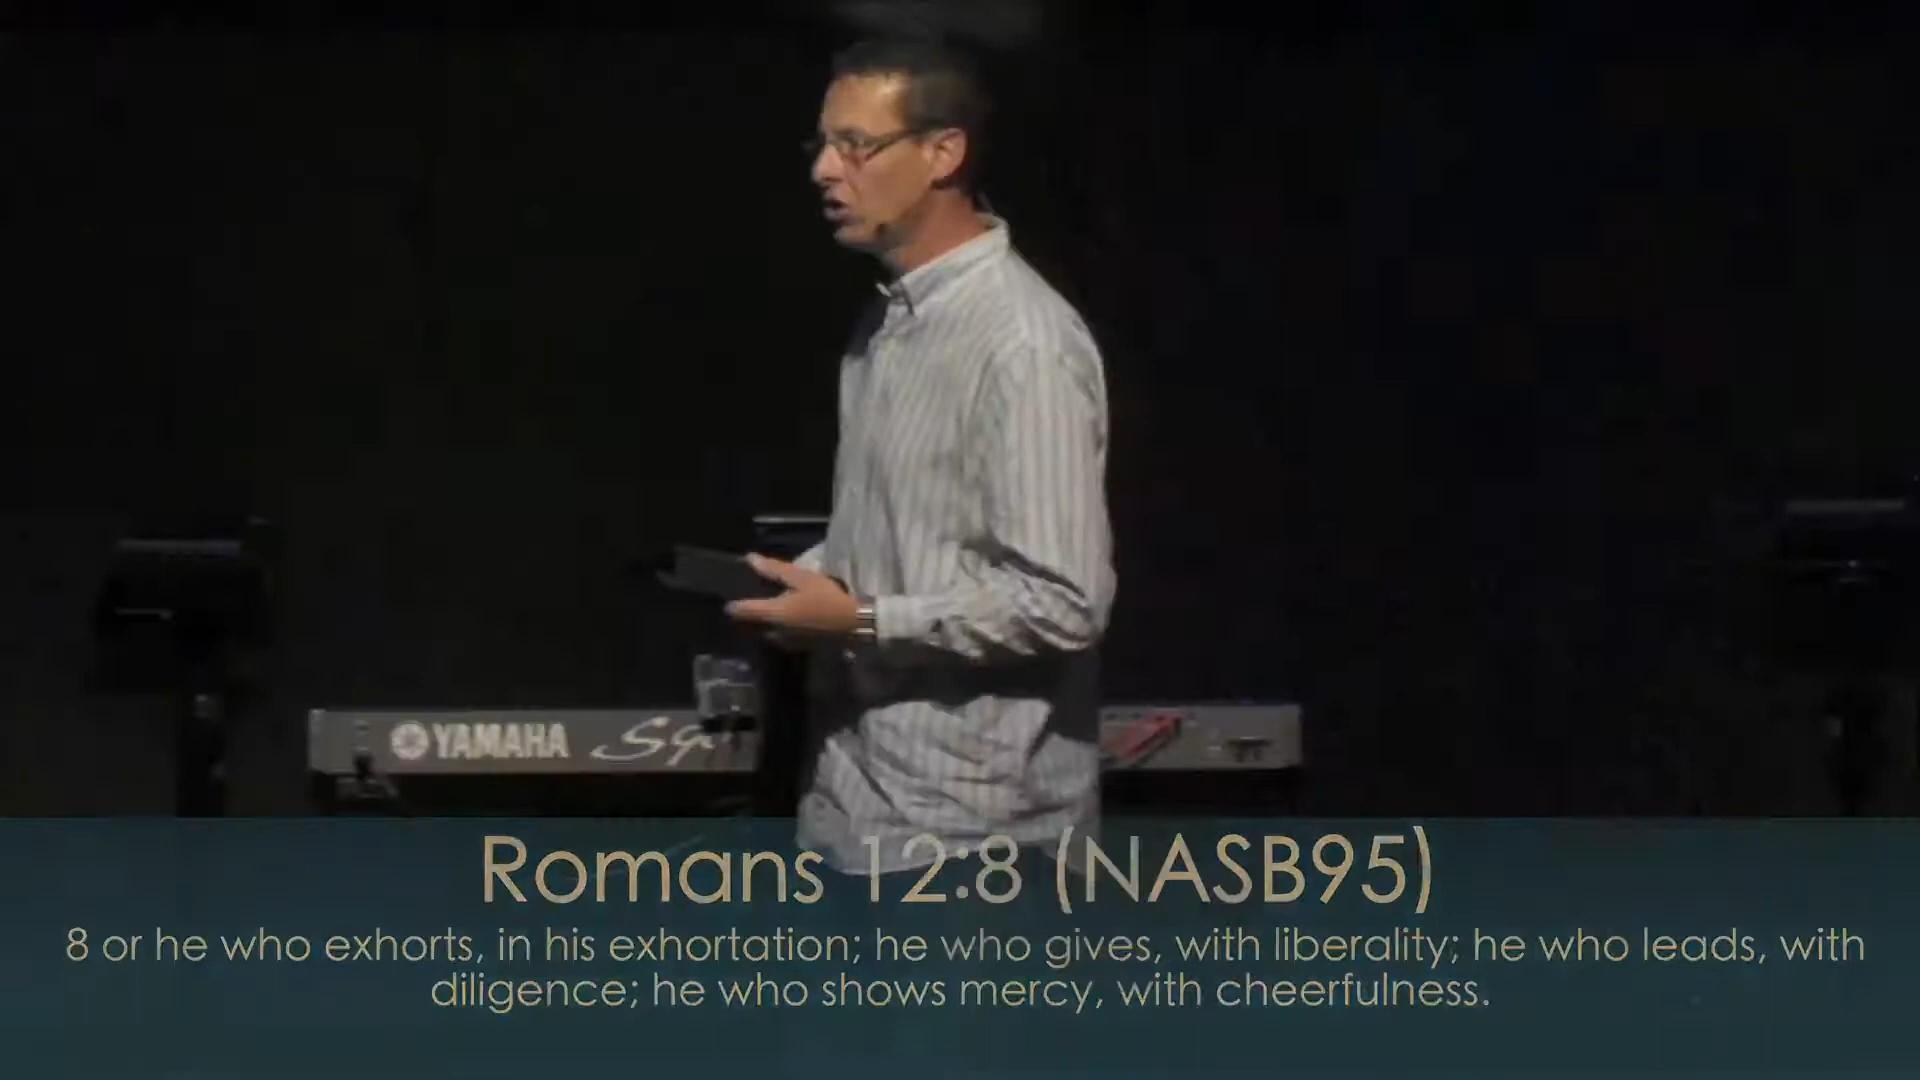 YAMAHA
Romans 12:8 (NASB95)
8 or he who exhorts, in his exhortation; he who gives, with liberality; he who leads, with
diligence; he who shows mercy, with cheerfulness.